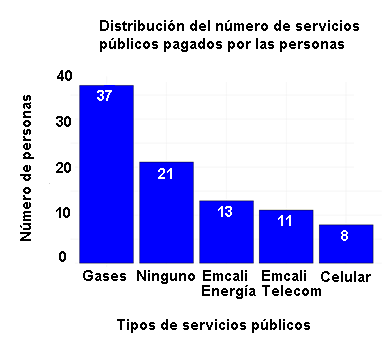 Distribución del número de servicios
públicos pagados por las personas
Número de personas
40
30
20
10
0
37
21
13
11
8
Gases
Ninguno
Emcali
Energía
Emcali
Telecom
Celular
Tipos de servicios públicos